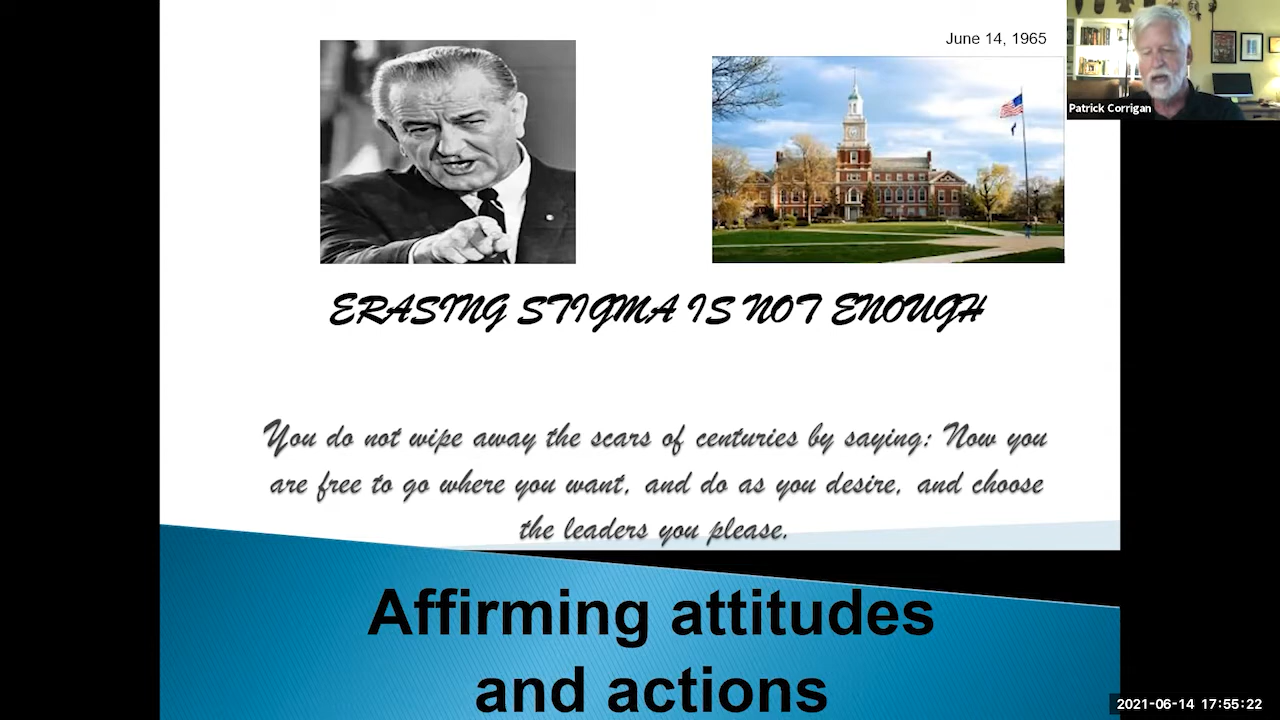 June 14, 1965
Patrick Corrigan
ERASING STIGMA IS NOT ENOUGH
You do not wipe away the scars of centuries by saying: Now you
are free to go where you want, and do as you desire, and choose
the leaders you please.
Affirming attitudes
and actions
2021-06-14 17:55:22